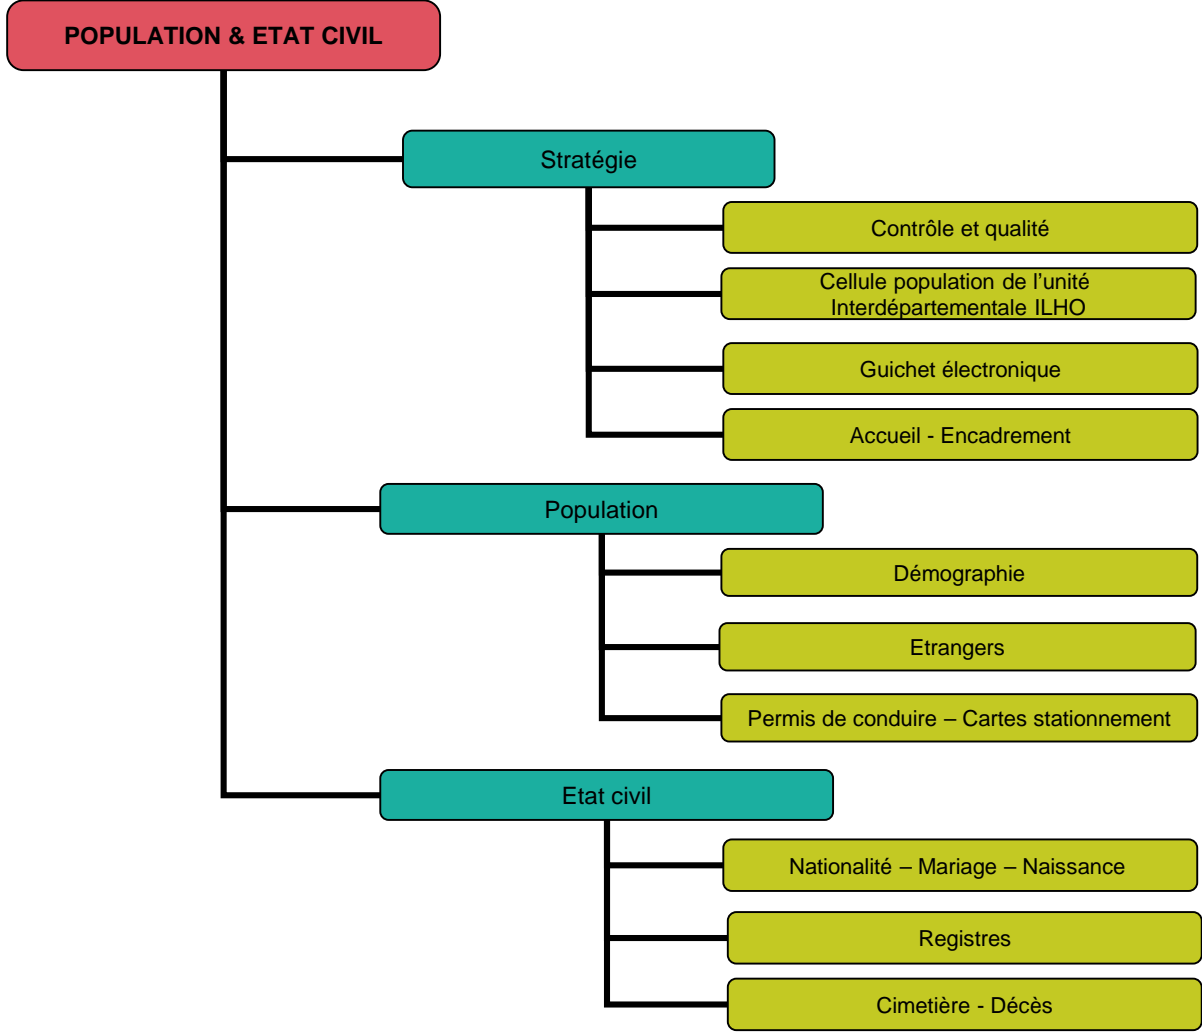 POPULATION & ETAT CIVIL
Stratégie
Contrôle et qualité
Cellule population de l’unité
Interdépartementale ILHO
Guichet électronique
Accueil - Encadrement
Population
Démographie
Etrangers
Permis de conduire – Cartes stationnement
Etat civil
Nationalité – Mariage – Naissance
Registres
Cimetière - Décès